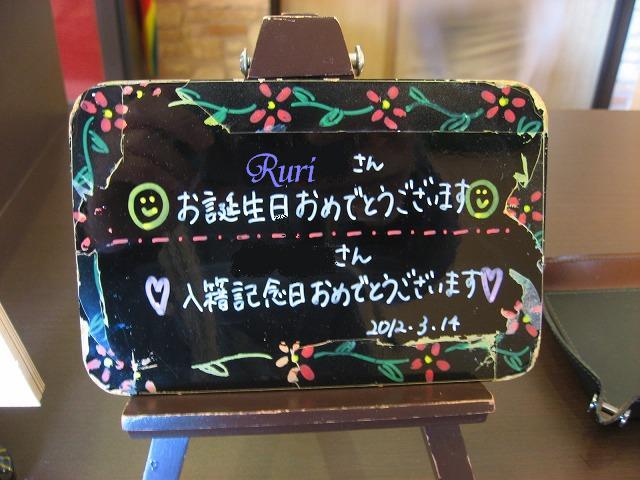 Ruri さん
お誕生日おめでとうございます
さん
入籍記念日おめでとうございます
2012.3.14